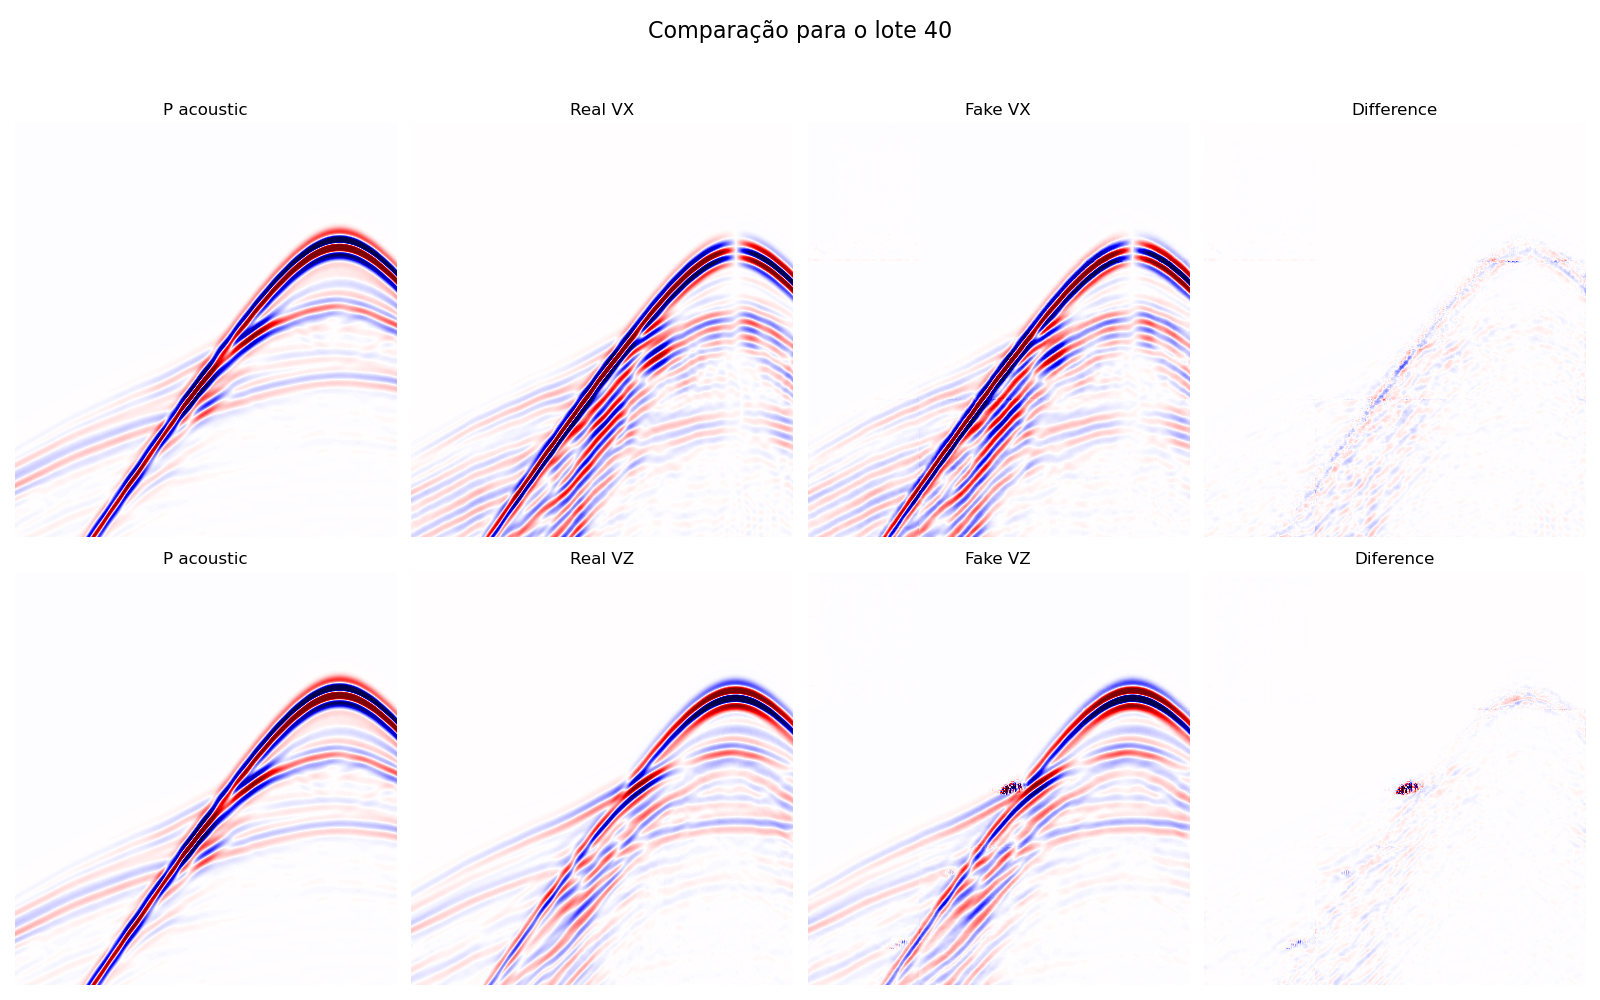 Comparação para o lote 40
P acoustic
Real VX
Fake VX
Difference
P acoustic
Real VZ
Fake VZ
Diference